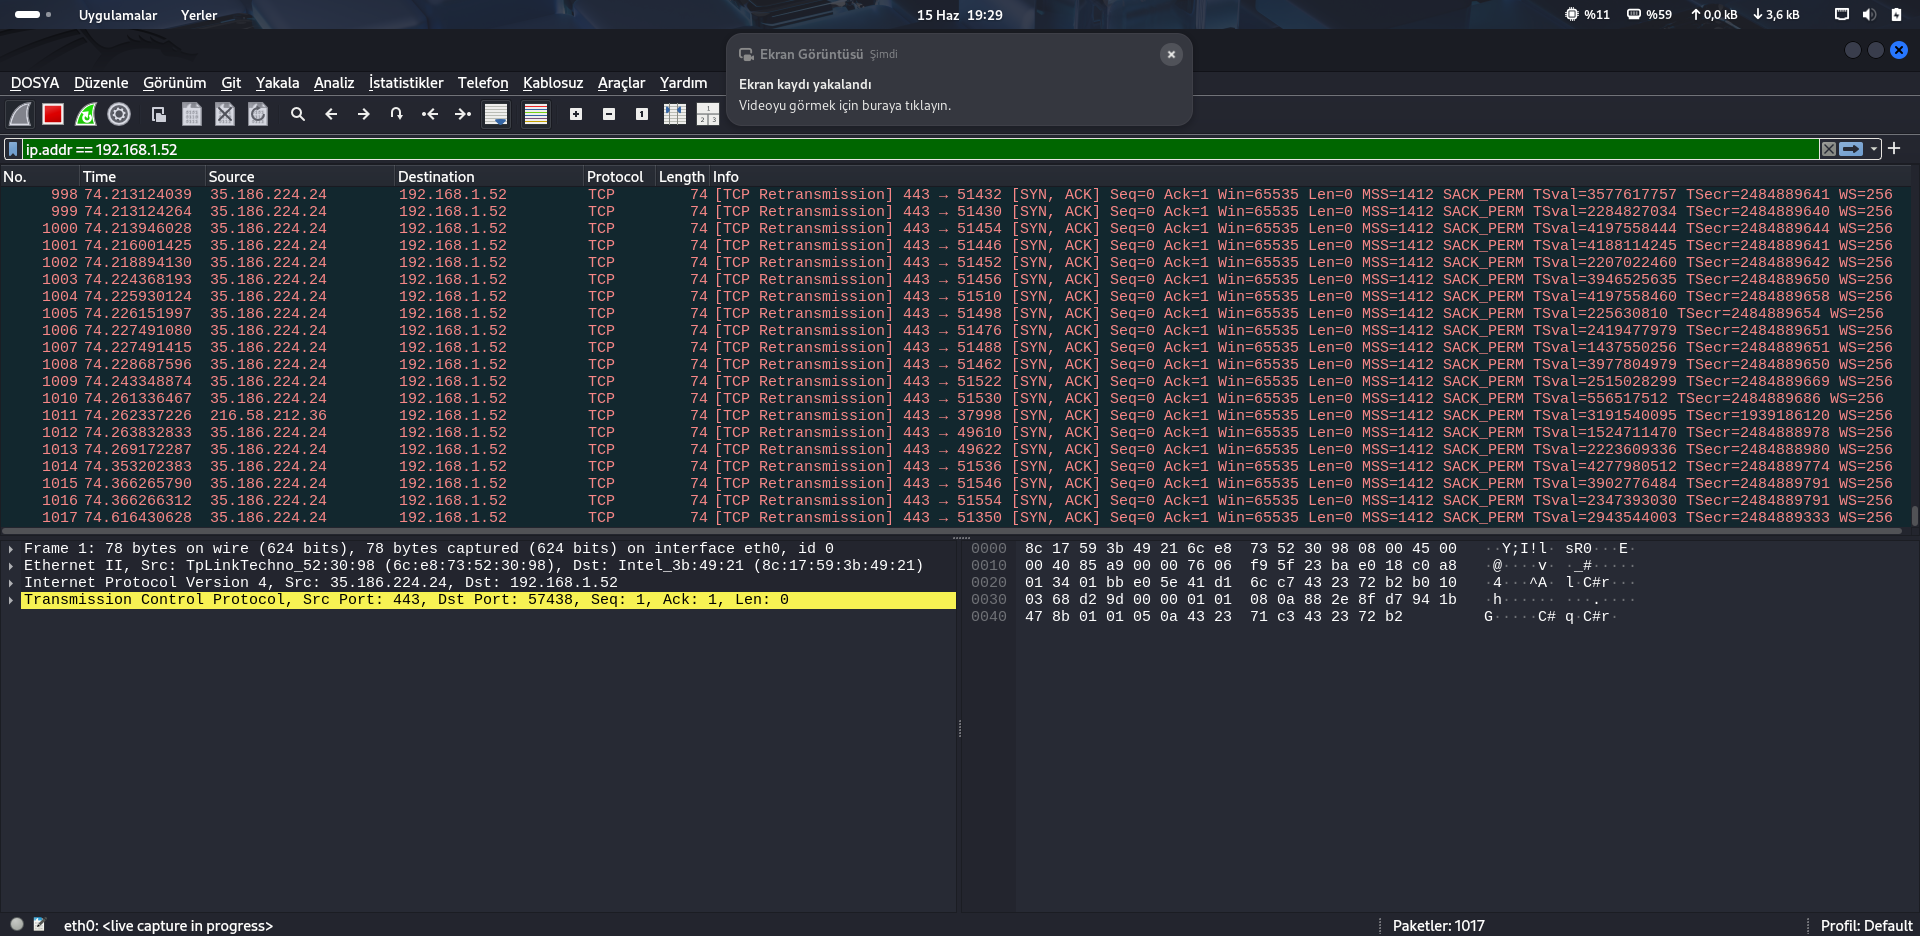 Uygulamalar Yerler 15 Haz 19:29 %11 %59 0,0 kB 3,6 kB
Ekran Görüntüsü Şimdi
Ekran kaydı yakalandı
Videoyu görmek için buraya tıklayın.
DOSYA Düzenle Görünüm Git Yakala Analiz İstatistikler Telefon Kablosuz Araçlar Yardım
ip.addr == 192.168.1.52
No. Time Source Destination Protocol Length Info
998 74.213124039 35.186.224.24 192.168.1.52 TCP 74 [TCP Retransmission] 443 → 51432 [SYN, ACK] Seq=0 Ack=1 Win=65535 Len=0 MSS=1412 SACK_PERM TSval=3577617757 TSecr=2484889641 WS=256
999 74.213124264 35.186.224.24 192.168.1.52 TCP 74 [TCP Retransmission] 443 → 51430 [SYN, ACK] Seq=0 Ack=1 Win=65535 Len=0 MSS=1412 SACK_PERM TSval=2284827034 TSecr=2484889640 WS=256
1000 74.213946028 35.186.224.24 192.168.1.52 TCP 74 [TCP Retransmission] 443 → 51454 [SYN, ACK] Seq=0 Ack=1 Win=65535 Len=0 MSS=1412 SACK_PERM TSval=4197558444 TSecr=2484889644 WS=256
1001 74.216001425 35.186.224.24 192.168.1.52 TCP 74 [TCP Retransmission] 443 → 51446 [SYN, ACK] Seq=0 Ack=1 Win=65535 Len=0 MSS=1412 SACK_PERM TSval=4188114245 TSecr=2484889641 WS=256
1002 74.218894130 35.186.224.24 192.168.1.52 TCP 74 [TCP Retransmission] 443 → 51452 [SYN, ACK] Seq=0 Ack=1 Win=65535 Len=0 MSS=1412 SACK_PERM TSval=2207022460 TSecr=2484889642 WS=256
1003 74.224368193 35.186.224.24 192.168.1.52 TCP 74 [TCP Retransmission] 443 → 51456 [SYN, ACK] Seq=0 Ack=1 Win=65535 Len=0 MSS=1412 SACK_PERM TSval=3946525635 TSecr=2484889650 WS=256
1004 74.225930124 35.186.224.24 192.168.1.52 TCP 74 [TCP Retransmission] 443 → 51510 [SYN, ACK] Seq=0 Ack=1 Win=65535 Len=0 MSS=1412 SACK_PERM TSval=4197558460 TSecr=2484889658 WS=256
1005 74.226151997 35.186.224.24 192.168.1.52 TCP 74 [TCP Retransmission] 443 → 51498 [SYN, ACK] Seq=0 Ack=1 Win=65535 Len=0 MSS=1412 SACK_PERM TSval=225630810 TSecr=2484889654 WS=256
1006 74.227491080 35.186.224.24 192.168.1.52 TCP 74 [TCP Retransmission] 443 → 51476 [SYN, ACK] Seq=0 Ack=1 Win=65535 Len=0 MSS=1412 SACK_PERM TSval=2419477979 TSecr=2484889651 WS=256
1007 74.227491415 35.186.224.24 192.168.1.52 TCP 74 [TCP Retransmission] 443 → 51488 [SYN, ACK] Seq=0 Ack=1 Win=65535 Len=0 MSS=1412 SACK_PERM TSval=1437550256 TSecr=2484889651 WS=256
1008 74.228687596 35.186.224.24 192.168.1.52 TCP 74 [TCP Retransmission] 443 → 51462 [SYN, ACK] Seq=0 Ack=1 Win=65535 Len=0 MSS=1412 SACK_PERM TSval=3977804979 TSecr=2484889650 WS=256
1009 74.243348874 35.186.224.24 192.168.1.52 TCP 74 [TCP Retransmission] 443 → 51522 [SYN, ACK] Seq=0 Ack=1 Win=65535 Len=0 MSS=1412 SACK_PERM TSval=2515028299 TSecr=2484889669 WS=256
1010 74.261336467 35.186.224.24 192.168.1.52 TCP 74 [TCP Retransmission] 443 → 51530 [SYN, ACK] Seq=0 Ack=1 Win=65535 Len=0 MSS=1412 SACK_PERM TSval=556517512 TSecr=2484889686 WS=256
1011 74.262337226 216.58.212.36 192.168.1.52 TCP 74 [TCP Retransmission] 443 → 37998 [SYN, ACK] Seq=0 Ack=1 Win=65535 Len=0 MSS=1412 SACK_PERM TSval=3191540095 TSecr=1939186120 WS=256
1012 74.263832833 35.186.224.24 192.168.1.52 TCP 74 [TCP Retransmission] 443 → 49610 [SYN, ACK] Seq=0 Ack=1 Win=65535 Len=0 MSS=1412 SACK_PERM TSval=1524711470 TSecr=2484888978 WS=256
1013 74.269172287 35.186.224.24 192.168.1.52 TCP 74 [TCP Retransmission] 443 → 49622 [SYN, ACK] Seq=0 Ack=1 Win=65535 Len=0 MSS=1412 SACK_PERM TSval=2223609336 TSecr=2484888980 WS=256
1014 74.353202383 35.186.224.24 192.168.1.52 TCP 74 [TCP Retransmission] 443 → 51536 [SYN, ACK] Seq=0 Ack=1 Win=65535 Len=0 MSS=1412 SACK_PERM TSval=4277980512 TSecr=2484889774 WS=256
1015 74.366265790 35.186.224.24 192.168.1.52 TCP 74 [TCP Retransmission] 443 → 51546 [SYN, ACK] Seq=0 Ack=1 Win=65535 Len=0 MSS=1412 SACK_PERM TSval=3902776484 TSecr=2484889791 WS=256
1016 74.366266312 35.186.224.24 192.168.1.52 TCP 74 [TCP Retransmission] 443 → 51554 [SYN, ACK] Seq=0 Ack=1 Win=65535 Len=0 MSS=1412 SACK_PERM TSval=2347393030 TSecr=2484889791 WS=256
1017 74.616430628 35.186.224.24 192.168.1.52 TCP 74 [TCP Retransmission] 443 → 51350 [SYN, ACK] Seq=0 Ack=1 Win=65535 Len=0 MSS=1412 SACK_PERM TSval=2943544003 TSecr=2484889333 WS=256
Frame 1: 78 bytes on wire (624 bits), 78 bytes captured (624 bits) on interface eth0, id 0
Ethernet II, Src: TpLinkTechno_52:30:98 (6c:e8:73:52:30:98), Dst: Intel_3b:49:21 (8c:17:59:3b:49:21)
Internet Protocol Version 4, Src: 35.186.224.24, Dst: 192.168.1.52
Transmission Control Protocol, Src Port: 443, Dst Port: 57438, Seq: 1, Ack: 1, Len: 0
0000 8c 17 59 3b 49 21 6c e8 73 52 30 98 08 00 45 00 ··Y;I!l· sR0···E·
0010 00 40 85 a9 00 00 76 06 f9 5f 23 ba e0 18 c0 a8 ·@····v· ·_#·····
0020 01 34 01 bb e0 5e 41 d1 6c c7 43 23 72 b2 b0 10 ·4···^A· l·C#r···
0030 03 68 d2 9d 00 00 01 01 08 0a 88 2e 8f d7 94 1b ·h······ ···.····
0040 47 8b 01 01 05 0a 43 23 71 c3 43 23 72 b2 G·····C# q·C#r·
eth0: <live capture in progress> Paketler: 1017 Profil: Default